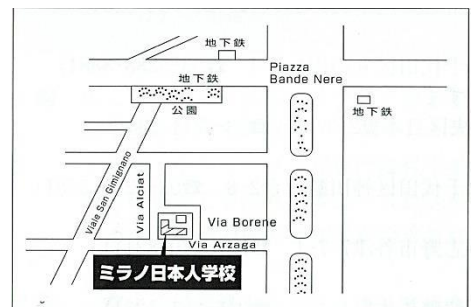 地下鉄
Piazza
Bande Nere
地下鉄
地下鉄
公園
Viale San Gimignano
Via Alciat
Via Borene
Via Arzaga
ミラノ日本人学校